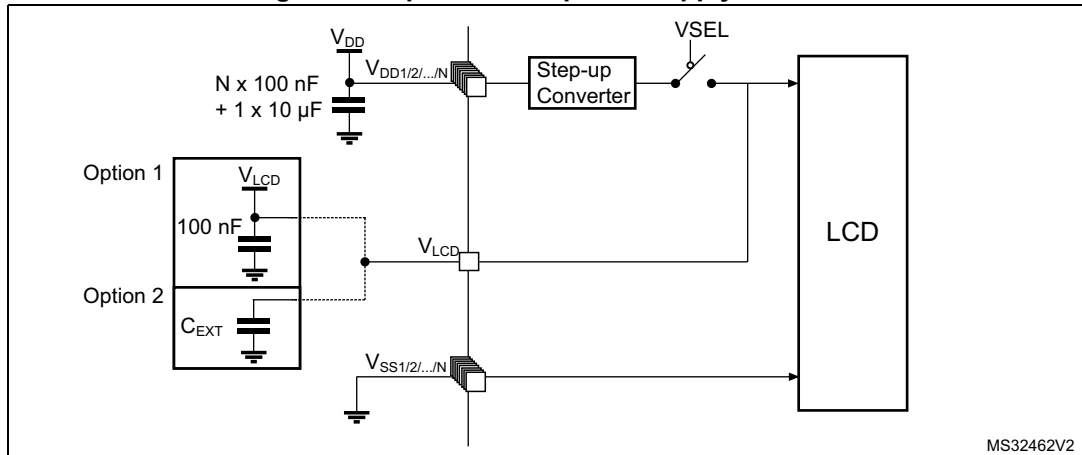 VSEL
VDD
VDD1/2/.../N
Step-up
Converter
N x 100 nF
+ 1 x 10 µF
Option 1
VLCD
100 nF
VLCD
LCD
Option 2
CEXT
VSS1/2/.../N
MS32462V2